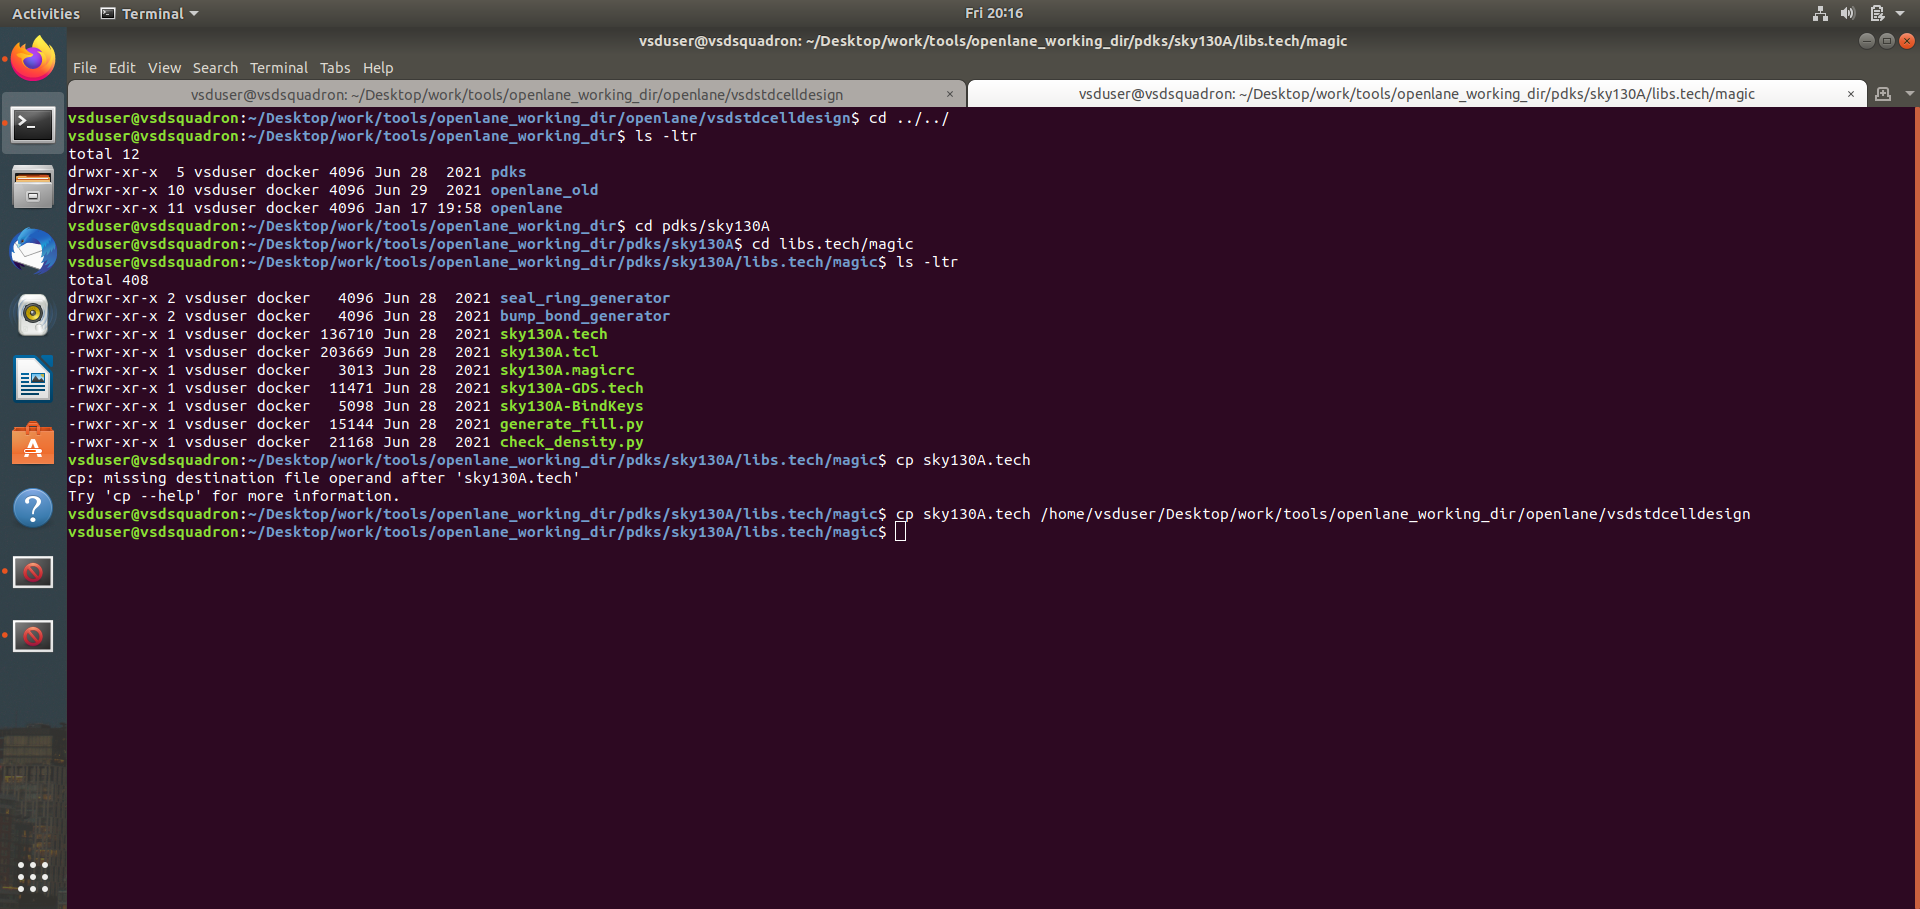 Activities Terminal Fri 20:16
vsduser@vsdsquadron: ~/Desktop/work/tools/openlane_working_dir/pdks/sky130A/libs.tech/magic
File Edit View Search Terminal Tabs Help
vsduser@vsdsquadron: ~/Desktop/work/tools/openlane_working_dir/openlane/vsdstdcelldesign × vsduser@vsdsquadron: ~/Desktop/work/tools/openlane_working_dir/pdks/sky130A/libs.tech/magic ×
vsduser@vsdsquadron:~/Desktop/work/tools/openlane_working_dir/openlane/vsdstdcelldesign$ cd ../../
vsduser@vsdsquadron:~/Desktop/work/tools/openlane_working_dir$ ls -ltr
total 12
drwxr-xr-x  5 vsduser docker 4096 Jun 28  2021 pdks
drwxr-xr-x 10 vsduser docker 4096 Jun 29  2021 openlane_old
drwxr-xr-x 11 vsduser docker 4096 Jan 17 19:58 openlane
vsduser@vsdsquadron:~/Desktop/work/tools/openlane_working_dir$ cd pdks/sky130A
vsduser@vsdsquadron:~/Desktop/work/tools/openlane_working_dir/pdks/sky130A$ cd libs.tech/magic
vsduser@vsdsquadron:~/Desktop/work/tools/openlane_working_dir/pdks/sky130A/libs.tech/magic$ ls -ltr
total 408
drwxr-xr-x 2 vsduser docker   4096 Jun 28  2021 seal_ring_generator
drwxr-xr-x 2 vsduser docker   4096 Jun 28  2021 bump_bond_generator
-rwxr-xr-x 1 vsduser docker 136710 Jun 28  2021 sky130A.tech
-rwxr-xr-x 1 vsduser docker 203669 Jun 28  2021 sky130A.tcl
-rwxr-xr-x 1 vsduser docker   3013 Jun 28  2021 sky130A.magicrc
-rwxr-xr-x 1 vsduser docker  11471 Jun 28  2021 sky130A-GDS.tech
-rwxr-xr-x 1 vsduser docker   5098 Jun 28  2021 sky130A-BindKeys
-rwxr-xr-x 1 vsduser docker  15144 Jun 28  2021 generate_fill.py
-rwxr-xr-x 1 vsduser docker  21168 Jun 28  2021 check_density.py
vsduser@vsdsquadron:~/Desktop/work/tools/openlane_working_dir/pdks/sky130A/libs.tech/magic$ cp sky130A.tech
cp: missing destination file operand after 'sky130A.tech'
Try 'cp --help' for more information.
vsduser@vsdsquadron:~/Desktop/work/tools/openlane_working_dir/pdks/sky130A/libs.tech/magic$ cp sky130A.tech /home/vsduser/Desktop/work/tools/openlane_working_dir/openlane/vsdstdcelldesign
vsduser@vsdsquadron:~/Desktop/work/tools/openlane_working_dir/pdks/sky130A/libs.tech/magic$